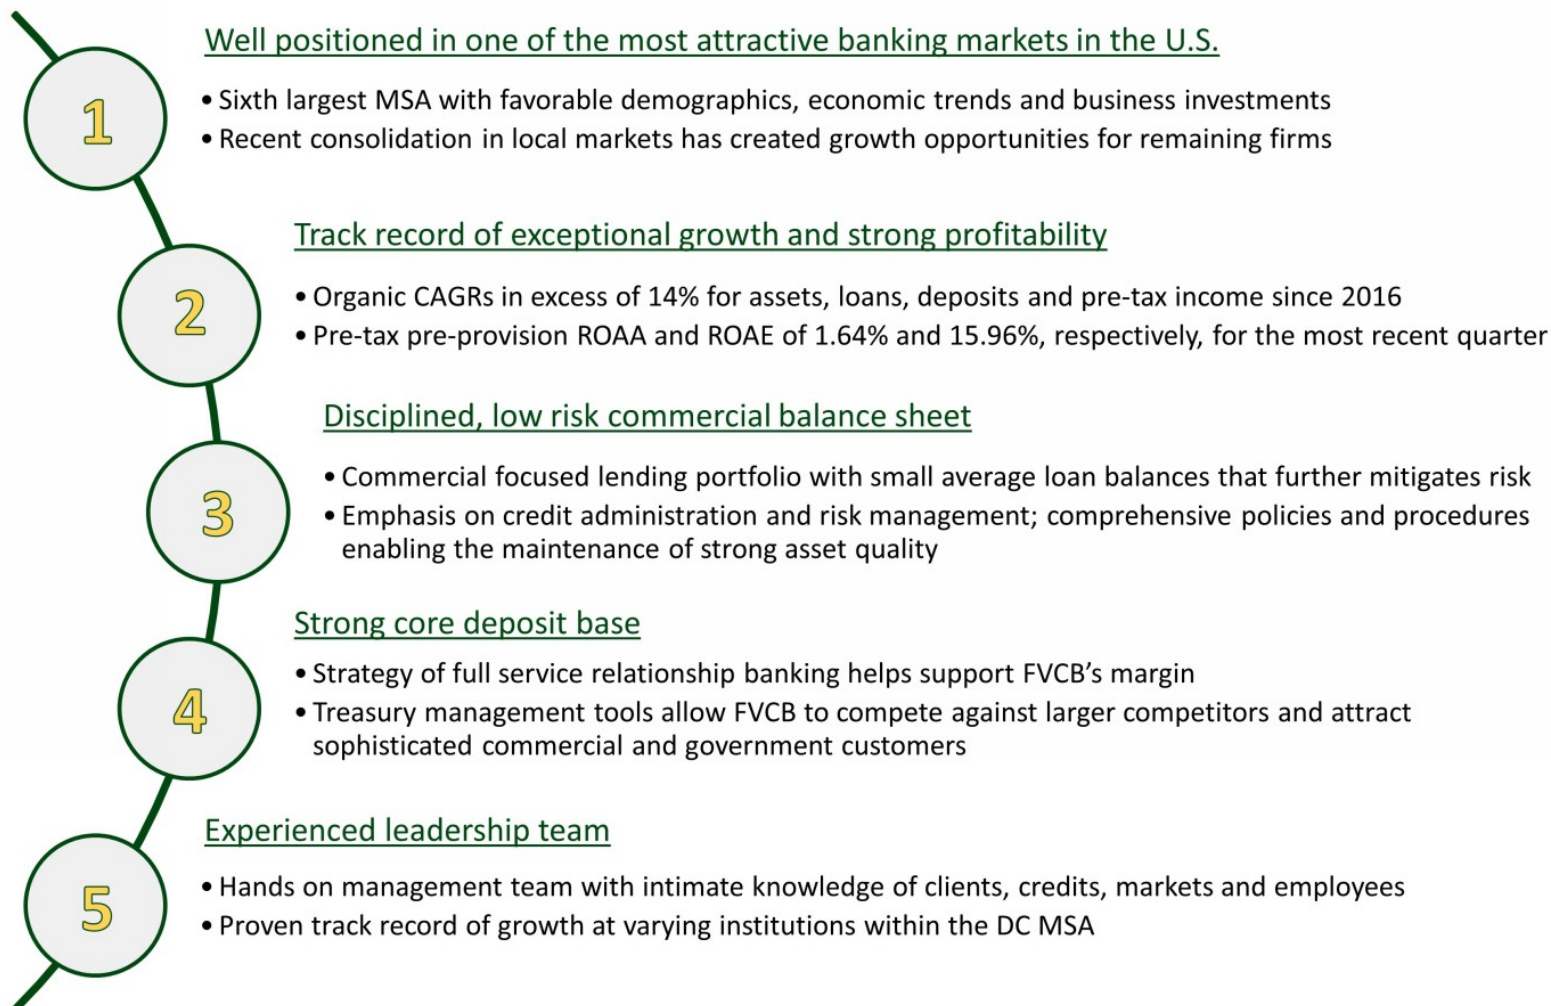 1
Well positioned in one of the most attractive banking markets in the U.S.
• Sixth largest MSA with favorable demographics, economic trends and business investments
• Recent consolidation in local markets has created growth opportunities for remaining firms
2
Track record of exceptional growth and strong profitability
• Organic CAGRs in excess of 14% for assets, loans, deposits and pre-tax income since 2016
• Pre-tax pre-provision ROAA and ROAE of 1.64% and 15.96%, respectively, for the most recent quarter
3
Disciplined, low risk commercial balance sheet
• Commercial focused lending portfolio with small average loan balances that further mitigates risk
• Emphasis on credit administration and risk management; comprehensive policies and procedures
enabling the maintenance of strong asset quality
4
Strong core deposit base
• Strategy of full service relationship banking helps support FVCB’s margin
• Treasury management tools allow FVCB to compete against larger competitors and attract
sophisticated commercial and government customers
5
Experienced leadership team
• Hands on management team with intimate knowledge of clients, credits, markets and employees
• Proven track record of growth at varying institutions within the DC MSA